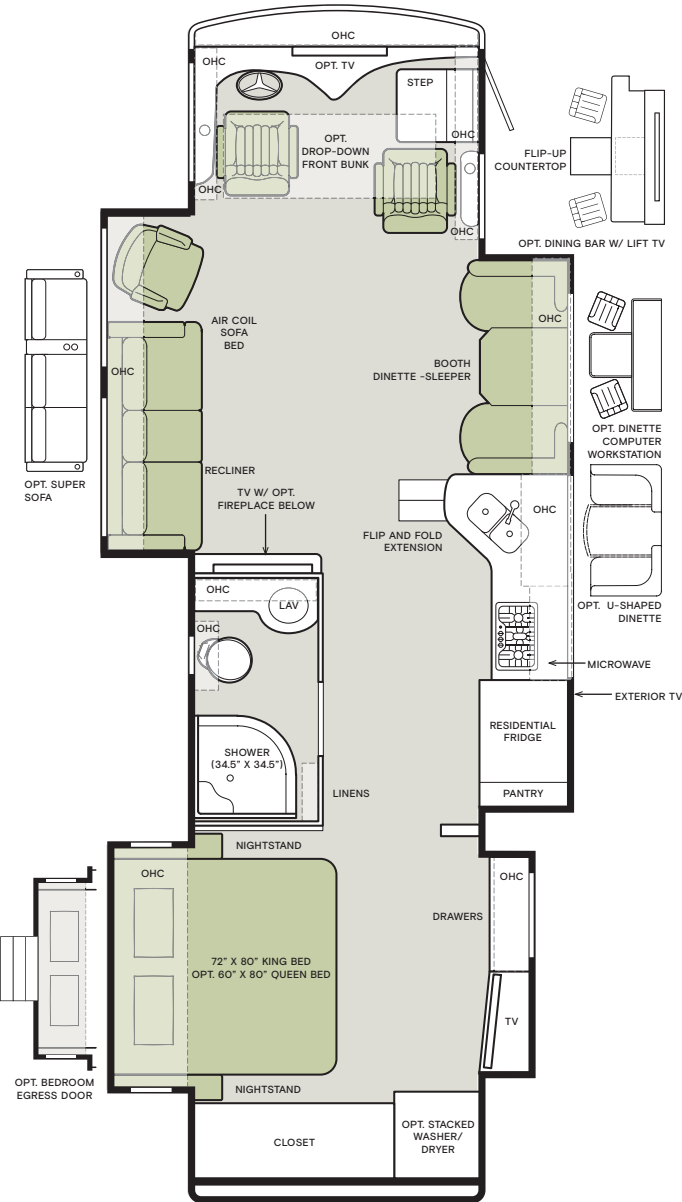 OHC
OHC
OPT. TV
STEP
OPT.
DROP-DOWN
FRONT BUNK
OHC
OHC
OHC
FLIP-UP
COUNTERTOP
OPT. DINING BAR W/ LIFT TV
AIR COIL
SOFA
BED
OHC
OHC
BOOTH
DINETTE -SLEEPER
OPT. DINETTE
COMPUTER
WORKSTATION
OPT. SUPER
SOFA
RECLINER
TV W/ OPT.
FIREPLACE BELOW
OHC
FLIP AND FOLD
EXTENSION
OPT. U-SHAPED
DINETTE
OHC
LAV
OHC
MICROWAVE
EXTERIOR TV
RESIDENTIAL
FRIDGE
SHOWER
(34.5” X 34.5”)
LINENS
PANTRY
NIGHTSTAND
OHC
OHC
DRAWERS
72” X 80” KING BED
OPT. 60” X 80” QUEEN BED
TV
OPT. BEDROOM
EGRESS DOOR
NIGHTSTAND
CLOSET
OPT. STACKED
WASHER/
DRYER